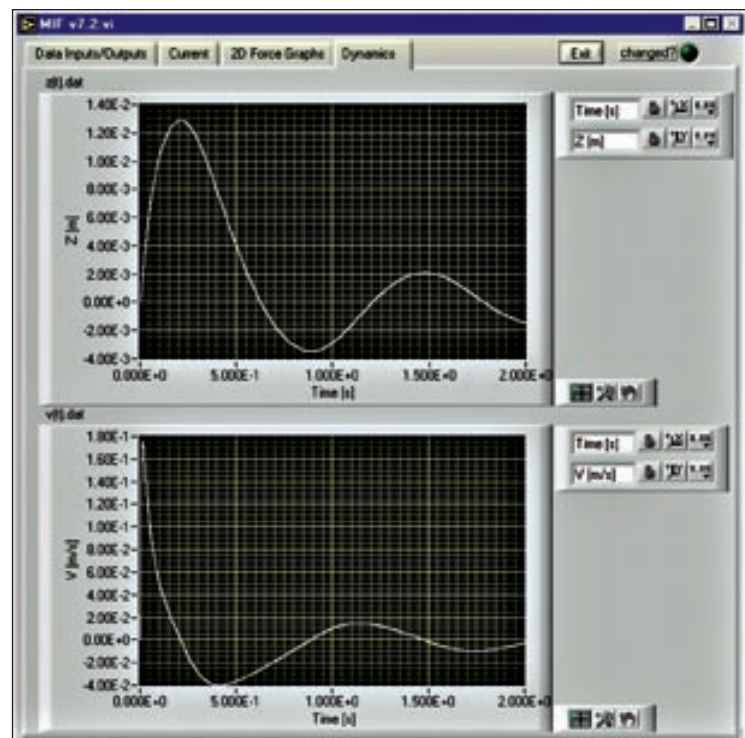 MIF v7.2.vi
Data Inputs/Outputs Current 2D Force Graphs Dynamics Exit changed?
z(t).dat
1.40E-2
1.20E-2
1.00E-2
8.00E-3
6.00E-3
4.00E-3
2.00E-3
0.00E+0
-2.00E-3
-4.00E-3
Z [m]
0.000E+0 5.000E-1 1.000E+0 1.500E+0 2.000E+0
Time [s]
Time [s]
Z [m]
v(t).dat
1.80E-1
1.60E-1
1.40E-1
1.20E-1
1.00E-1
8.00E-2
6.00E-2
4.00E-2
2.00E-2
0.00E+0
-2.00E-2
-4.00E-2
V [m/s]
0.000E+0 5.000E-1 1.000E+0 1.500E+0 2.000E+0
Time [s]
Time [s]
V [m/s]